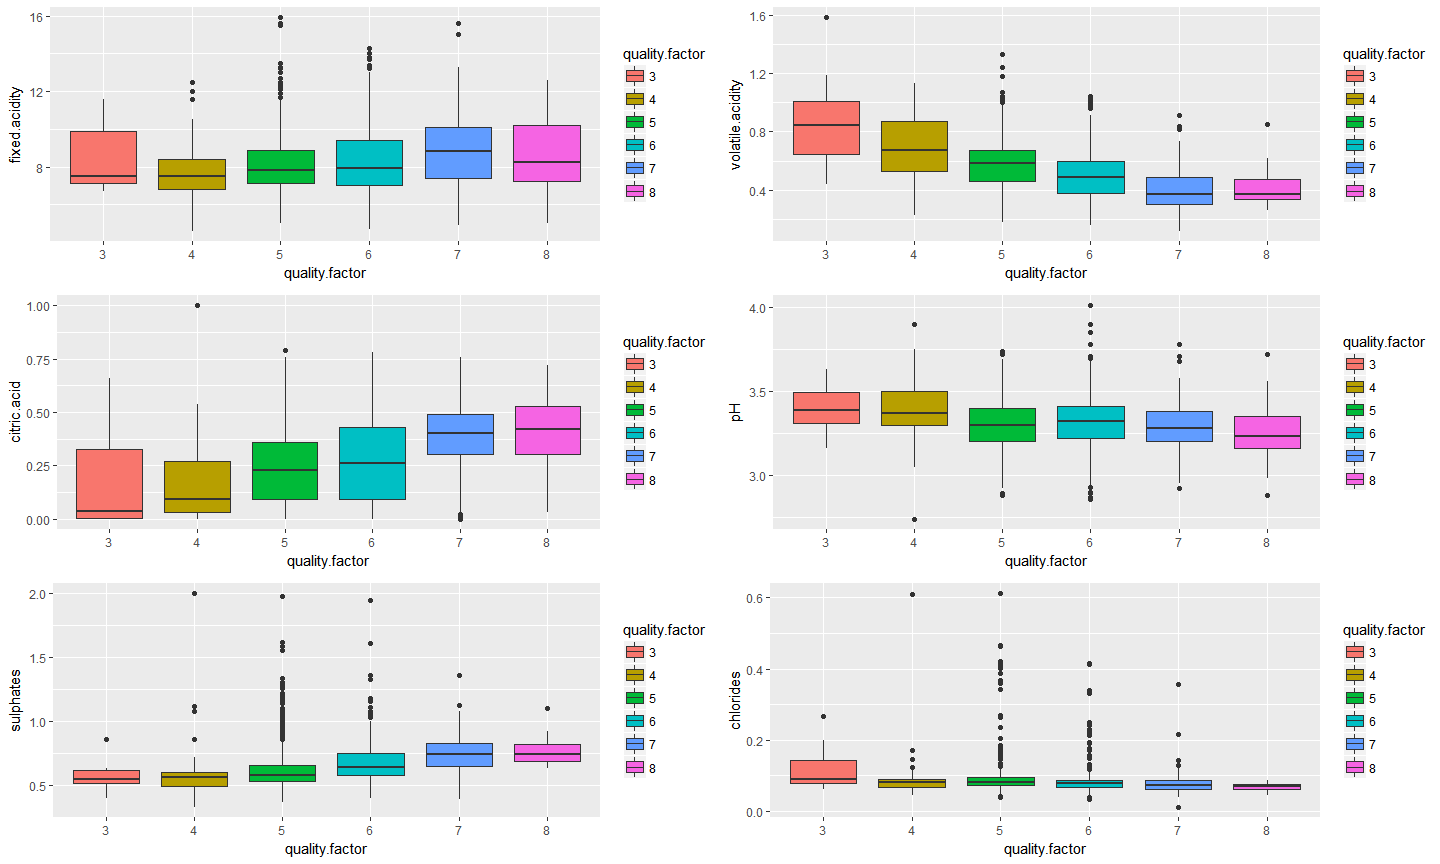 fixed.acidity
16
12
8
3 4 5 6 7 8
quality.factor
quality.factor
3
4
5
6
7
8
volatile.acidity
1.6
1.2
0.8
0.4
3 4 5 6 7 8
quality.factor
quality.factor
3
4
5
6
7
8
citric.acid
1.00
0.75
0.50
0.25
0.00
3 4 5 6 7 8
quality.factor
quality.factor
3
4
5
6
7
8
pH
4.0
3.5
3.0
3 4 5 6 7 8
quality.factor
quality.factor
3
4
5
6
7
8
sulphates
2.0
1.5
1.0
0.5
3 4 5 6 7 8
quality.factor
quality.factor
3
4
5
6
7
8
chlorides
0.6
0.4
0.2
0.0
3 4 5 6 7 8
quality.factor
quality.factor
3
4
5
6
7
8